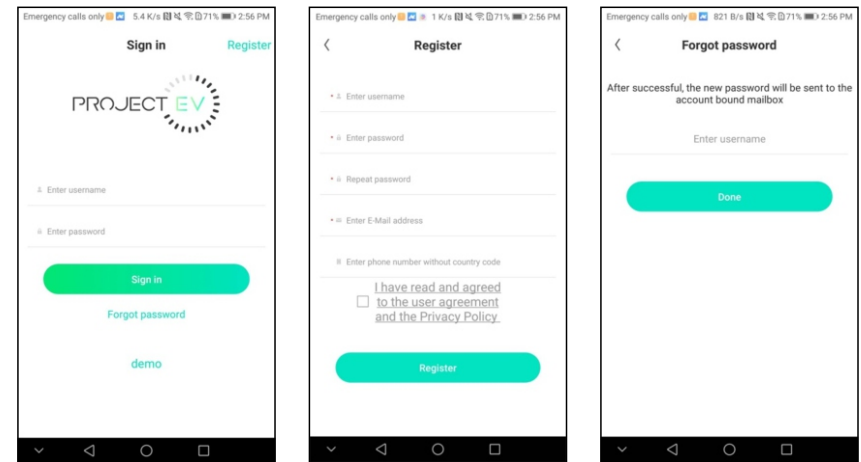 Emergency calls only 5.4 K/s 71% 2:56 PM
Sign in Register
PROJECT EV
Enter username
Enter password
Sign in
Forgot password
demo
Emergency calls only 1 K/s 71% 2:56 PM
Register
Enter username
Enter password
Repeat password
Enter E-Mail address
Enter phone number without country code
I have read and agreed
to the user agreement
and the Privacy Policy
Register
Emergency calls only 821 B/s 71% 2:56 PM
Forgot password
After successful, the new password will be sent to the
account bound mailbox
Enter username
Done